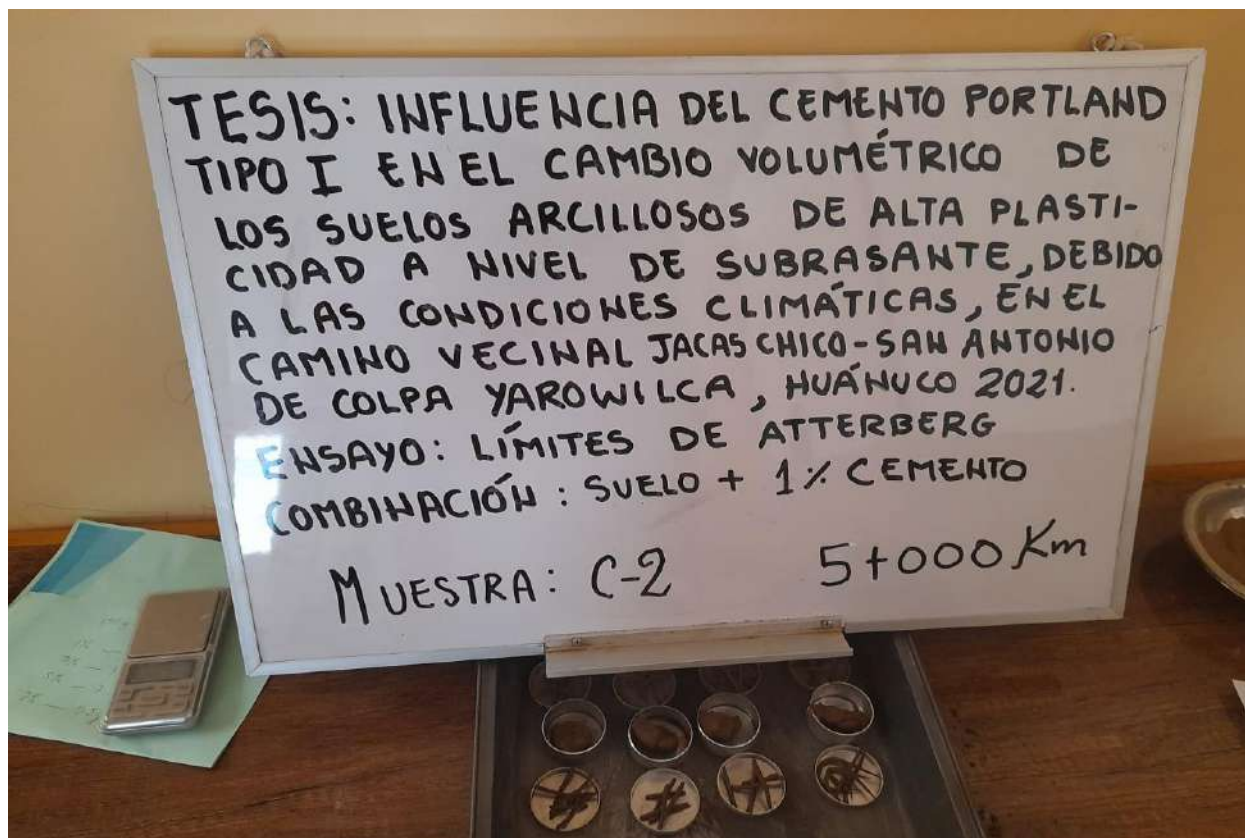 TESIS: INFLUENCIA DEL CEMENTO PORTLAND
TIPO I EN EL CAMBIO VOLUMÉTRICO DE
LOS SUELOS ARCILLOSOS DE ALTA PLASTI-
CIDAD A NIVEL DE SUBRASANTE, DEBIDO
A LAS CONDICIONES CLIMÁTICAS, EN EL
CAMINO VECINAL JACAS CHICO-SAN ANTONIO
DE COLPA YAROWILCA, HUÁNUCO 2021.
ENSAYO: LÍMITES DE ATTERBERG
COMBINACIÓN: SUELO + 1% CEMENTO
MUESTRA: C-2 5+000 Km